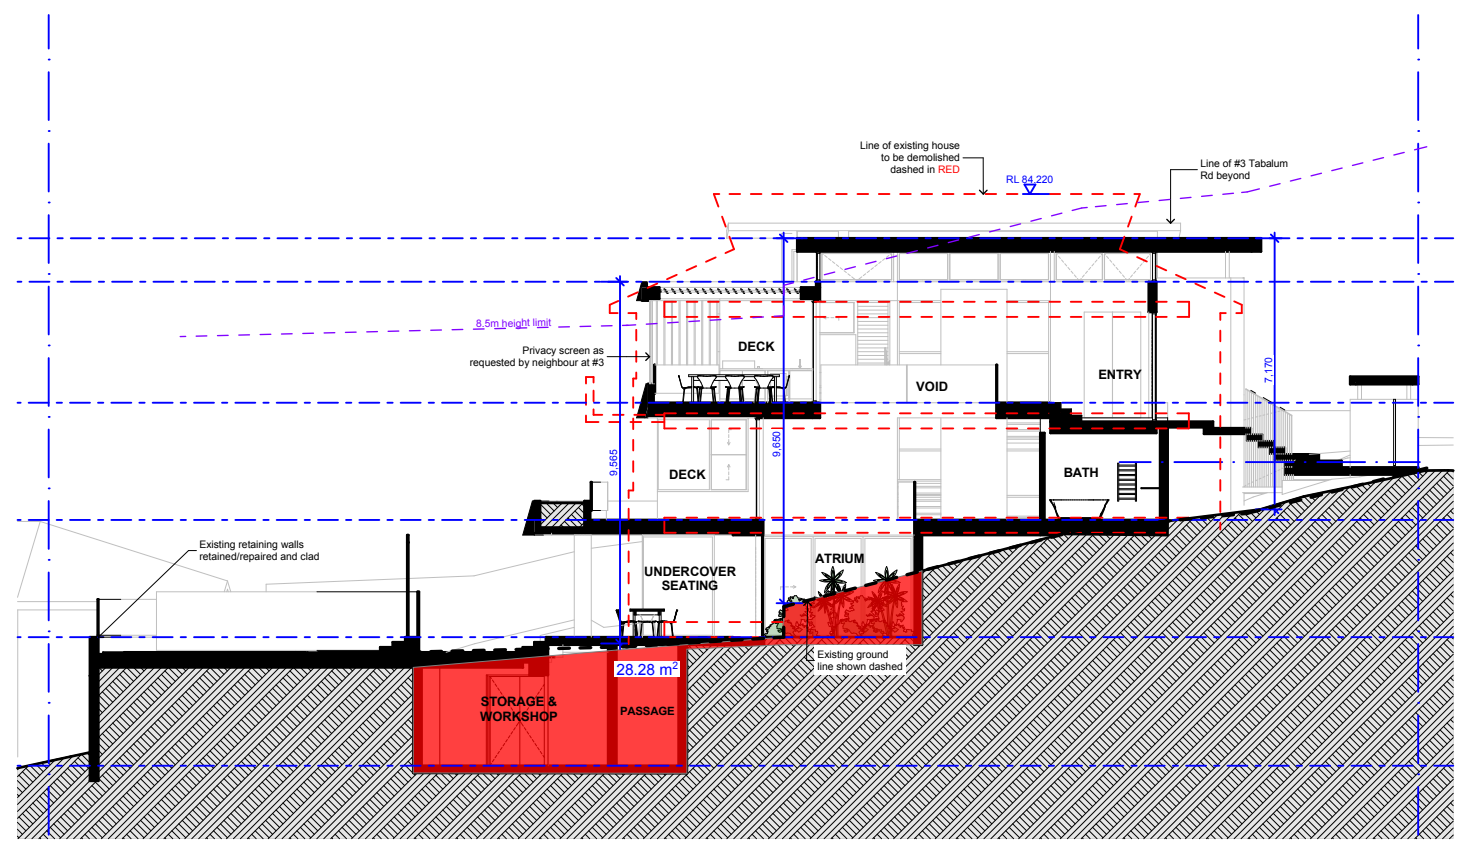 Line of existing house
to be demolished
dashed in RED
RL 84,220
Line of #3 Tabalum
Rd beyond
8.5m height limit
Privacy screen as
requested by neighbour at #3
DECK
VOID
ENTRY
7,170
9,650
9,565
DECK
BATH
Existing retaining walls
retained/repaired and clad
UNDERCOVER
SEATING
ATRIUM
Existing ground
line shown dashed
28.28 m²
STORAGE &
WORKSHOP
PASSAGE